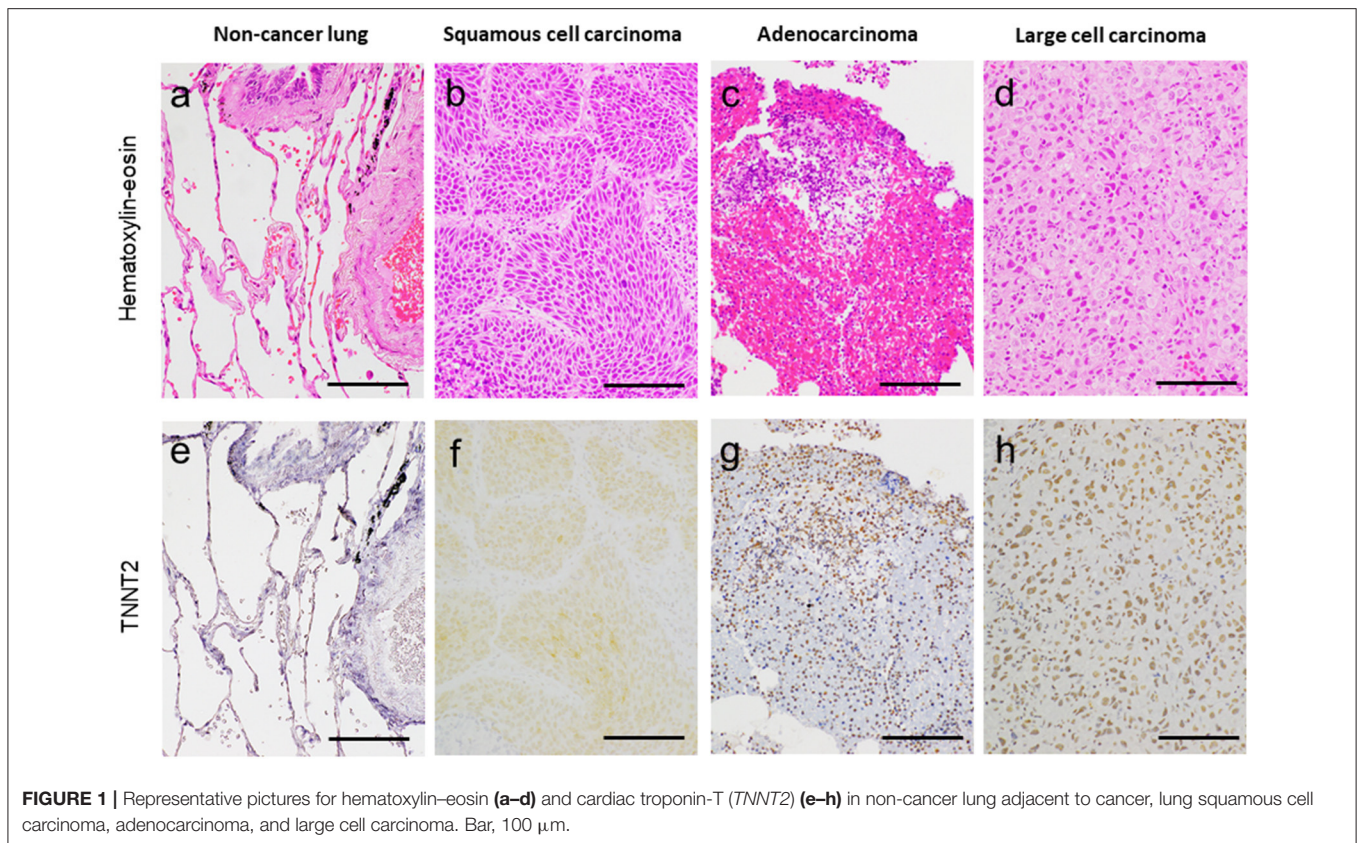 Non-cancer lung Squamous cell carcinoma Adenocarcinoma Large cell carcinoma
Hematoxylin-eosin
a b c d
TNNT2
e f g h
FIGURE 1 | Representative pictures for hematoxylin–eosin (a–d) and cardiac troponin-T (TNNT2) (e–h) in non-cancer lung adjacent to cancer, lung squamous cell
carcinoma, adenocarcinoma, and large cell carcinoma. Bar, 100 μm.